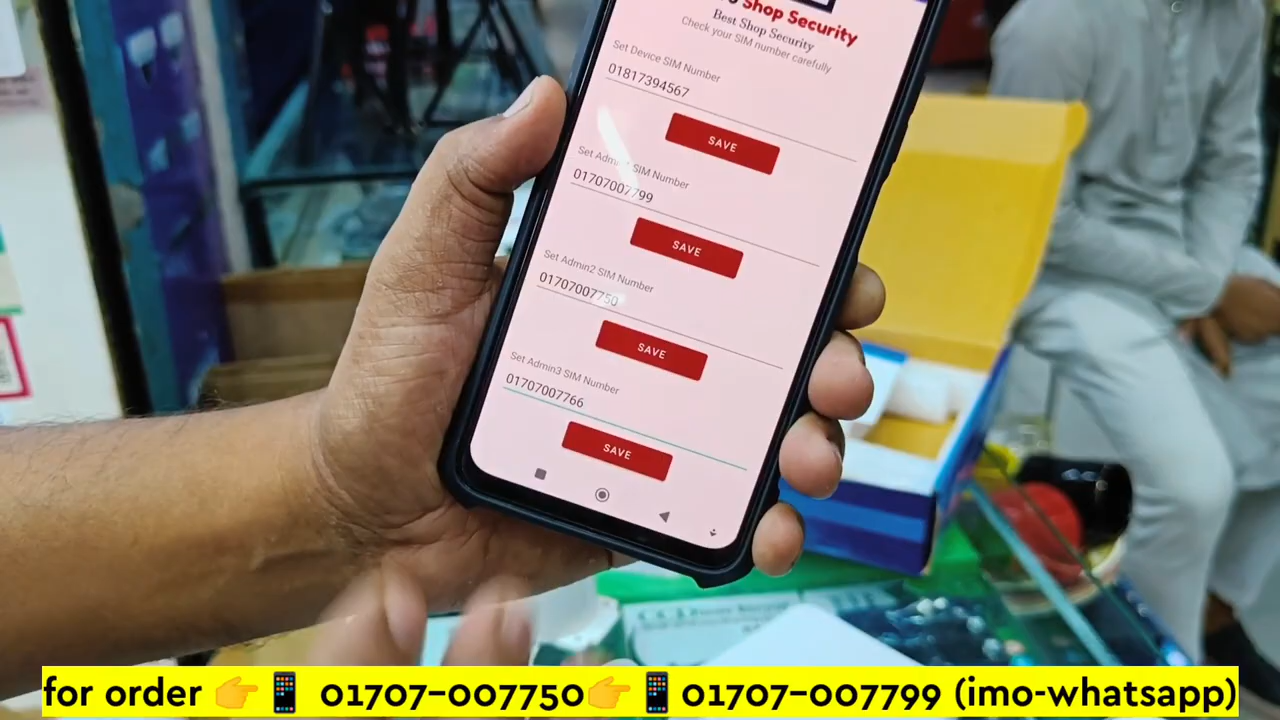 Shop Security
Best Shop Security
Check your SIM number carefully
Set Device SIM Number
01817394567
SAVE
SIM Number
01707007799
SAVE
Set Admin2 SIM Number
01707007750
SAVE
Set Admin3 SIM Number
01707007766
SAVE
for order 👉📱 01707-007750👉📱01707-007799 (imo-whatsapp)